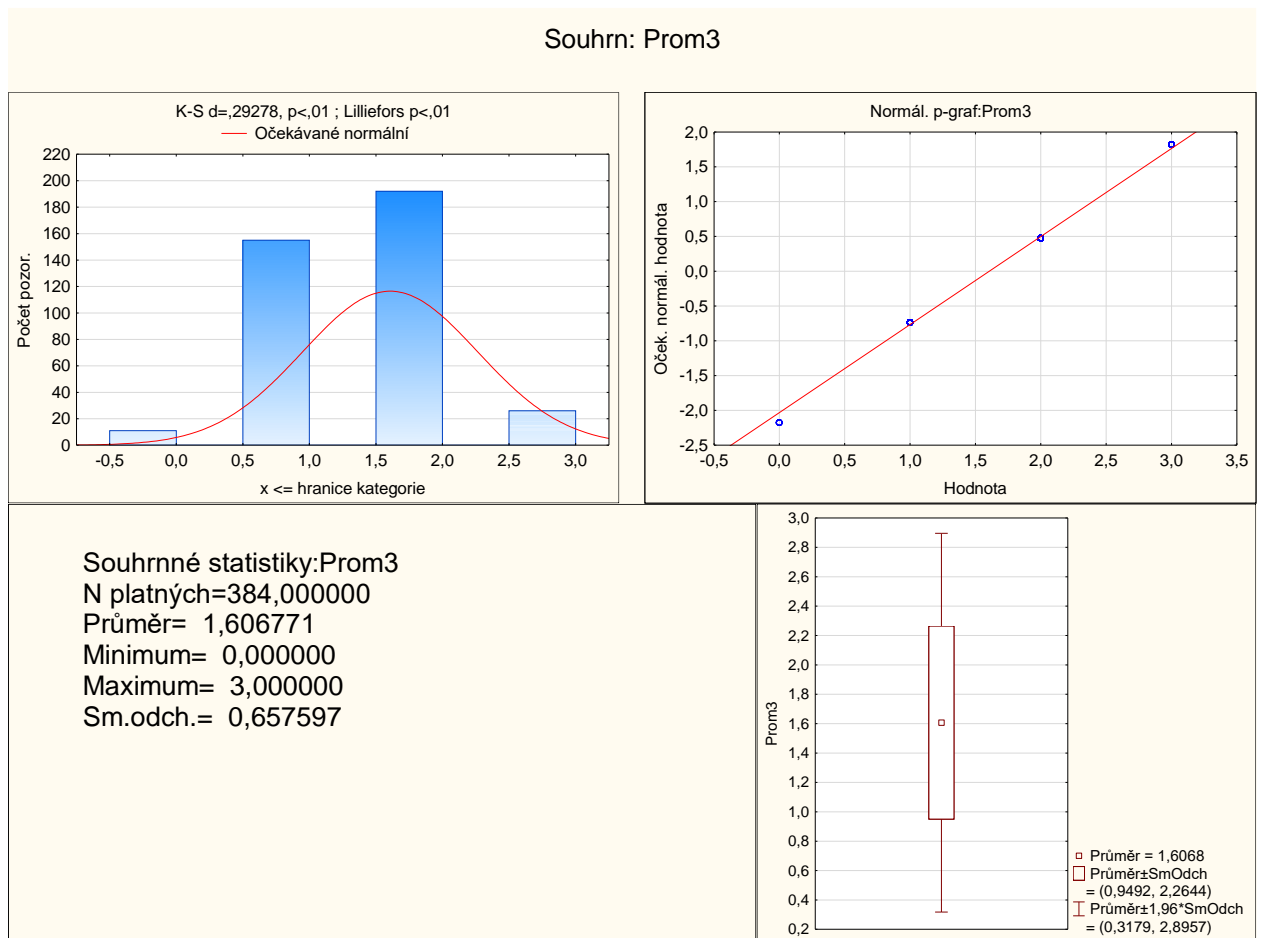 Souhrn: Prom3
K-S d=,29278, p<,01 ; Lilliefors p<,01
Očekávané normální
220
200
180
160
140
120
100
80
60
40
20
0
Počet pozor.
-0,5 0,0 0,5 1,0 1,5 2,0 2,5 3,0
x <= hranice kategorie
Normál. p-graf:Prom3
2,0
1,5
1,0
0,5
0,0
-0,5
-1,0
-1,5
-2,0
-2,5
Oček. normál. hodnota
-0,5 0,0 0,5 1,0 1,5 2,0 2,5 3,0 3,5
Hodnota
Souhrnné statistiky:Prom3
N platných=384,000000
Průměr= 1,606771
Minimum= 0,000000
Maximum= 3,000000
Sm.odch.= 0,657597
3,0
2,8
2,6
2,4
2,2
2,0
1,8
1,6
1,4
1,2
1,0
0,8
0,6
0,4
0,2
Prom3
Průměr = 1,6068
Průměr±SmOdch
= (0,9492, 2,2644)
Průměr±1,96*SmOdch
= (0,3179, 2,8957)